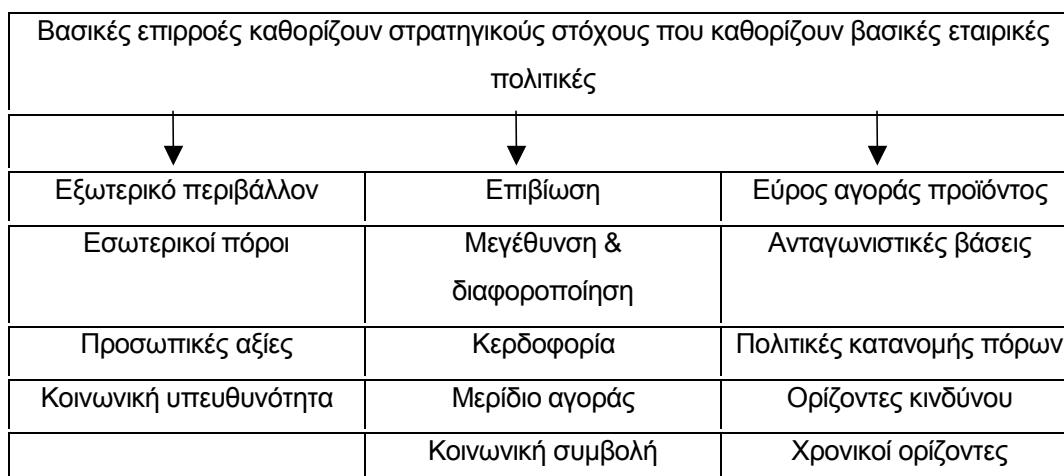 Βασικές επιρροές καθορίζουν στρατηγικούς στόχους που καθορίζουν βασικές εταιρικές
πολιτικές
Εξωτερικό περιβάλλον Επιβίωση Εύρος αγοράς προϊόντος
Εσωτερικοί πόροι Μεγέθυνση & Ανταγωνιστικές βάσεις
διαφοροποίηση
Προσωπικές αξίες Κερδοφορία Πολιτικές κατανομής πόρων
Κοινωνική υπευθυνότητα Μερίδιο αγοράς Ορίζοντες κινδύνου
Κοινωνική συμβολή Χρονικοί ορίζοντες